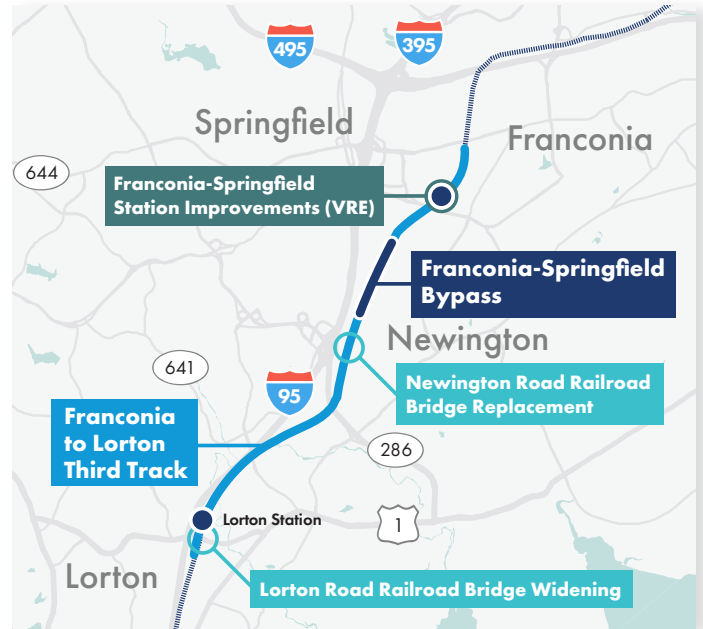 495
395
Springfield
Franconia
644
Franconia-Springfield
Station Improvements (VRE)
Franconia-Springfield
Bypass
Newington
641
Newington Road Railroad
Bridge Replacement
95
Franconia
to Lorton
Third Track
286
Lorton Station
1
Lorton
Lorton Road Railroad Bridge Widening